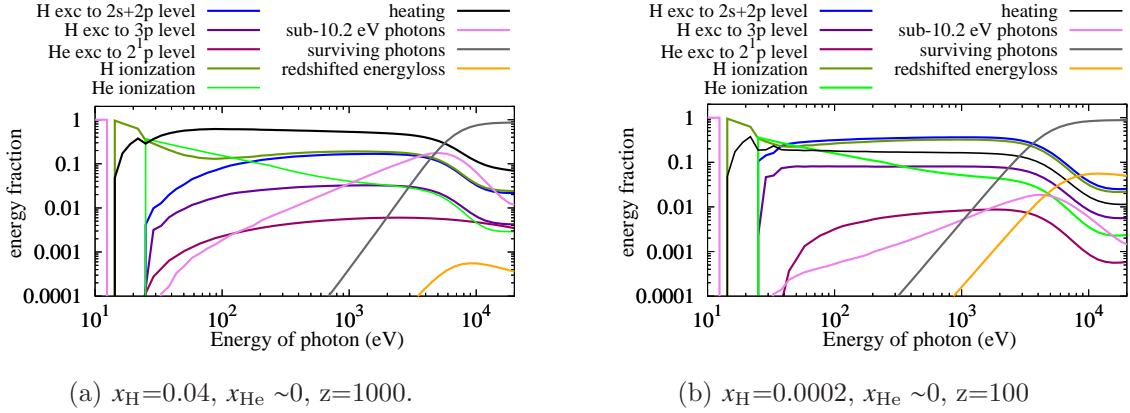 H exc to 2s+2p level
H exc to 3p level
He exc to 2¹p level
H ionization
He ionization
heating
sub-10.2 eV photons
surviving photons
redshifted energyloss
energy fraction
1
0.1
0.01
0.001
0.0001
10¹ 10² 10³ 10⁴
Energy of photon (eV)
(a) x_H=0.04, x_He ~0, z=1000.
H exc to 2s+2p level
H exc to 3p level
He exc to 2¹p level
H ionization
He ionization
heating
sub-10.2 eV photons
surviving photons
redshifted energyloss
energy fraction
1
0.1
0.01
0.001
0.0001
10¹ 10² 10³ 10⁴
Energy of photon (eV)
(b) x_H=0.0002, x_He ~0, z=100